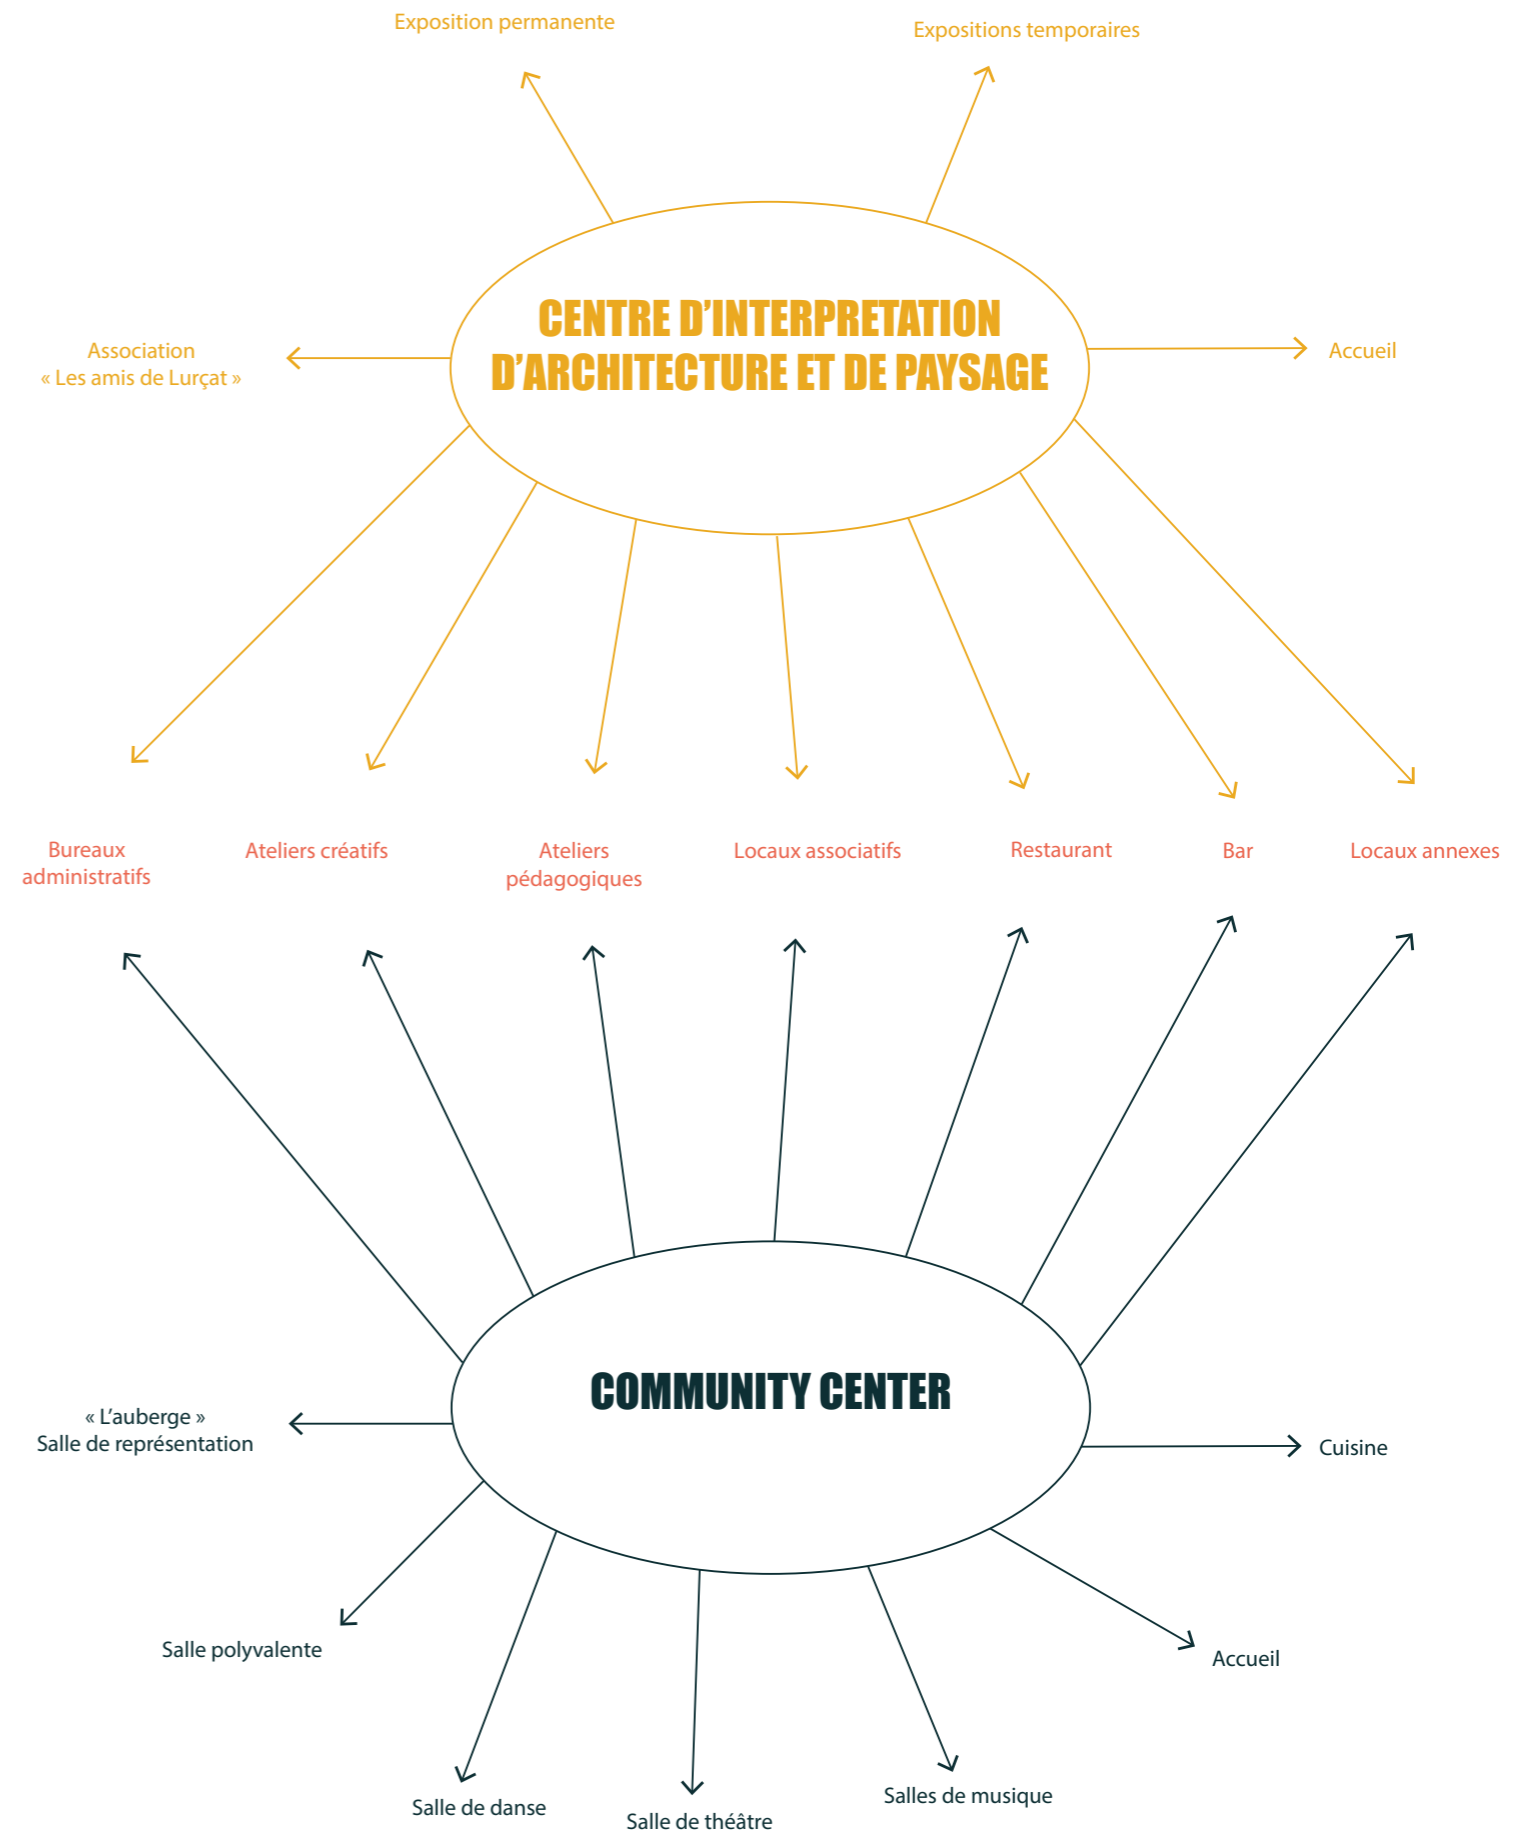 Exposition permanente
Expositions temporaires
CENTRE D’INTERPRETATION
D’ARCHITECTURE ET DE PAYSAGE
Association
« Les amis de Lurçat »
Accueil
Bureaux
administratifs
Ateliers créatifs
Ateliers
pédagogiques
Locaux associatifs
Restaurant
Bar
Locaux annexes
COMMUNITY CENTER
« L’auberge »
Salle de représentation
Cuisine
Salle polyvalente
Accueil
Salle de danse
Salle de théâtre
Salles de musique